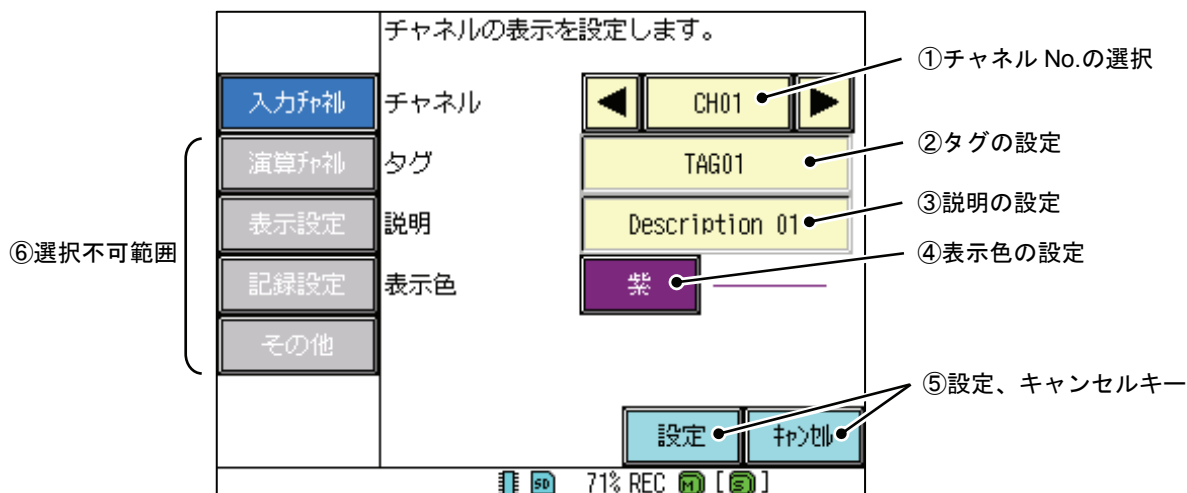 チャネルの表示を設定します。
①チャネル No.の選択
入力ﾁｬﾈﾙ
チャネル
◀
CH01
▶
②タグの設定
演算ﾁｬﾈﾙ
タグ
TAG01
③説明の設定
表示設定
説明
Description 01
⑥選択不可範囲
④表示色の設定
記録設定
表示色
紫
その他
⑤設定、キャンセルキー
設定
ｷｬﾝｾﾙ
SD
71% REC
M
[S]